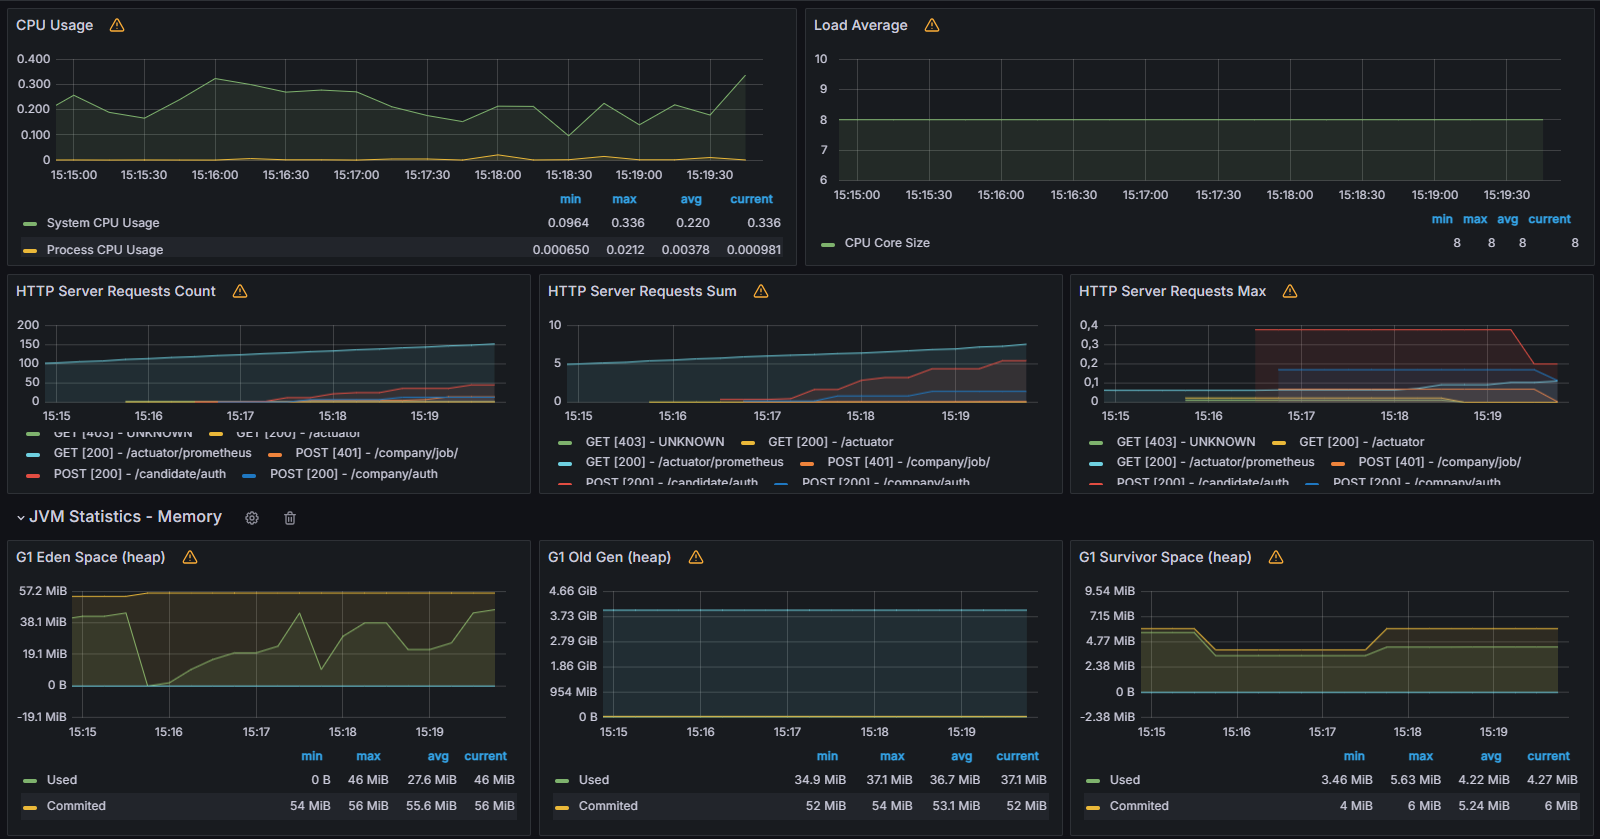 CPU Usage
0.400
0.300
0.200
0.100
0
15:15:00 15:15:30 15:16:00 15:16:30 15:17:00 15:17:30 15:18:00 15:18:30 15:19:00 15:19:30
min max avg current
System CPU Usage 0.0964 0.336 0.220 0.336
Process CPU Usage 0.000650 0.0212 0.00378 0.000981
Load Average
10
9
8
7
6
15:15:00 15:15:30 15:16:00 15:16:30 15:17:00 15:17:30 15:18:00 15:18:30 15:19:00 15:19:30
min max avg current
CPU Core Size 8 8 8 8
HTTP Server Requests Count
200
150
100
50
0
15:15 15:16 15:17 15:18 15:19
GET [403] - UNKNOWN GET [200] - /actuator
GET [200] - /actuator/prometheus POST [401] - /company/job/
POST [200] - /candidate/auth POST [200] - /company/auth
HTTP Server Requests Sum
10
5
0
15:15 15:16 15:17 15:18 15:19
GET [403] - UNKNOWN GET [200] - /actuator
GET [200] - /actuator/prometheus POST [401] - /company/job/
POST [200] - /candidate/auth POST [200] - /company/auth
HTTP Server Requests Max
0,4
0,3
0,2
0,1
0
15:15 15:16 15:17 15:18 15:19
GET [403] - UNKNOWN GET [200] - /actuator
GET [200] - /actuator/prometheus POST [401] - /company/job/
POST [200] - /candidate/auth POST [200] - /company/auth
JVM Statistics - Memory
G1 Eden Space (heap)
57.2 MiB
38.1 MiB
19.1 MiB
0 B
-19.1 MiB
15:15 15:16 15:17 15:18 15:19
min max avg current
Used 0 B 46 MiB 27.6 MiB 46 MiB
Commited 54 MiB 56 MiB 55.6 MiB 56 MiB
G1 Old Gen (heap)
4.66 GiB
3.73 GiB
2.79 GiB
1.86 GiB
954 MiB
0 B
15:15 15:16 15:17 15:18 15:19
min max avg current
Used 34.9 MiB 37.1 MiB 36.7 MiB 37.1 MiB
Commited 52 MiB 54 MiB 53.1 MiB 52 MiB
G1 Survivor Space (heap)
9.54 MiB
7.15 MiB
4.77 MiB
2.38 MiB
0 B
-2.38 MiB
15:15 15:16 15:17 15:18 15:19
min max avg current
Used 3.46 MiB 5.63 MiB 4.22 MiB 4.27 MiB
Commited 4 MiB 6 MiB 5.24 MiB 6 MiB